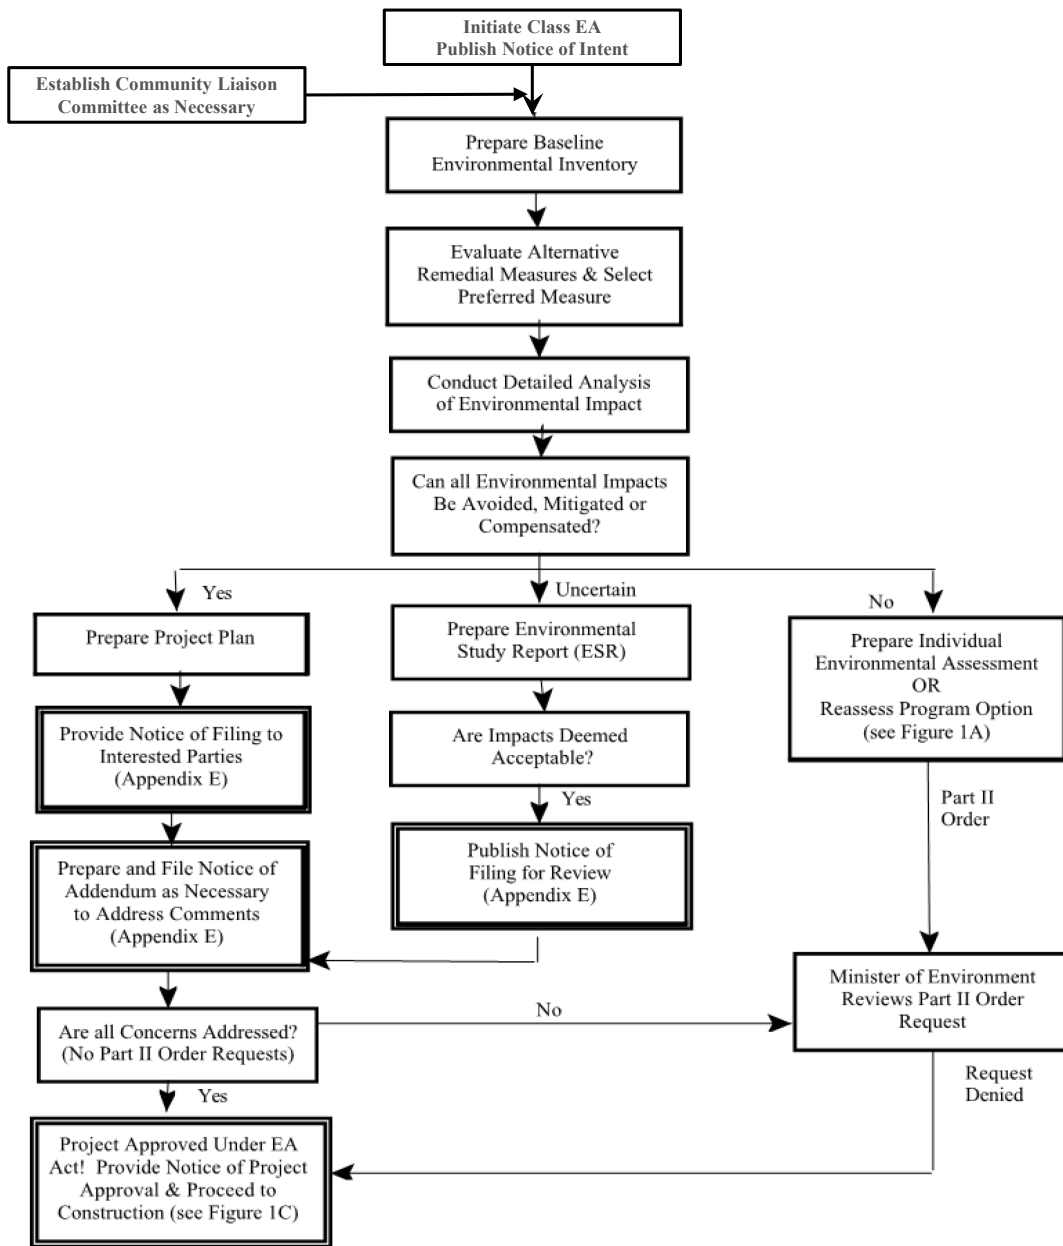 Initiate Class EA
Publish Notice of Intent
Establish Community Liaison
Committee as Necessary
Prepare Baseline
Environmental Inventory
Evaluate Alternative
Remedial Measures & Select
Preferred Measure
Conduct Detailed Analysis
of Environmental Impact
Can all Environmental Impacts
Be Avoided, Mitigated or
Compensated?
Yes
Uncertain
No
Prepare Project Plan
Prepare Environmental
Study Report (ESR)
Prepare Individual
Environmental Assessment
OR
Reassess Program Option
(see Figure 1A)
Provide Notice of Filing to
Interested Parties
(Appendix E)
Are Impacts Deemed
Acceptable?
Yes
Part II
Order
Prepare and File Notice of
Addendum as Necessary
to Address Comments
(Appendix E)
Publish Notice of
Filing for Review
(Appendix E)
Minister of Environment
Reviews Part II Order
Request
Are all Concerns Addressed?
(No Part II Order Requests)
No
Yes
Request
Denied
Project Approved Under EA
Act!  Provide Notice of Project
Approval & Proceed to
Construction (see Figure 1C)